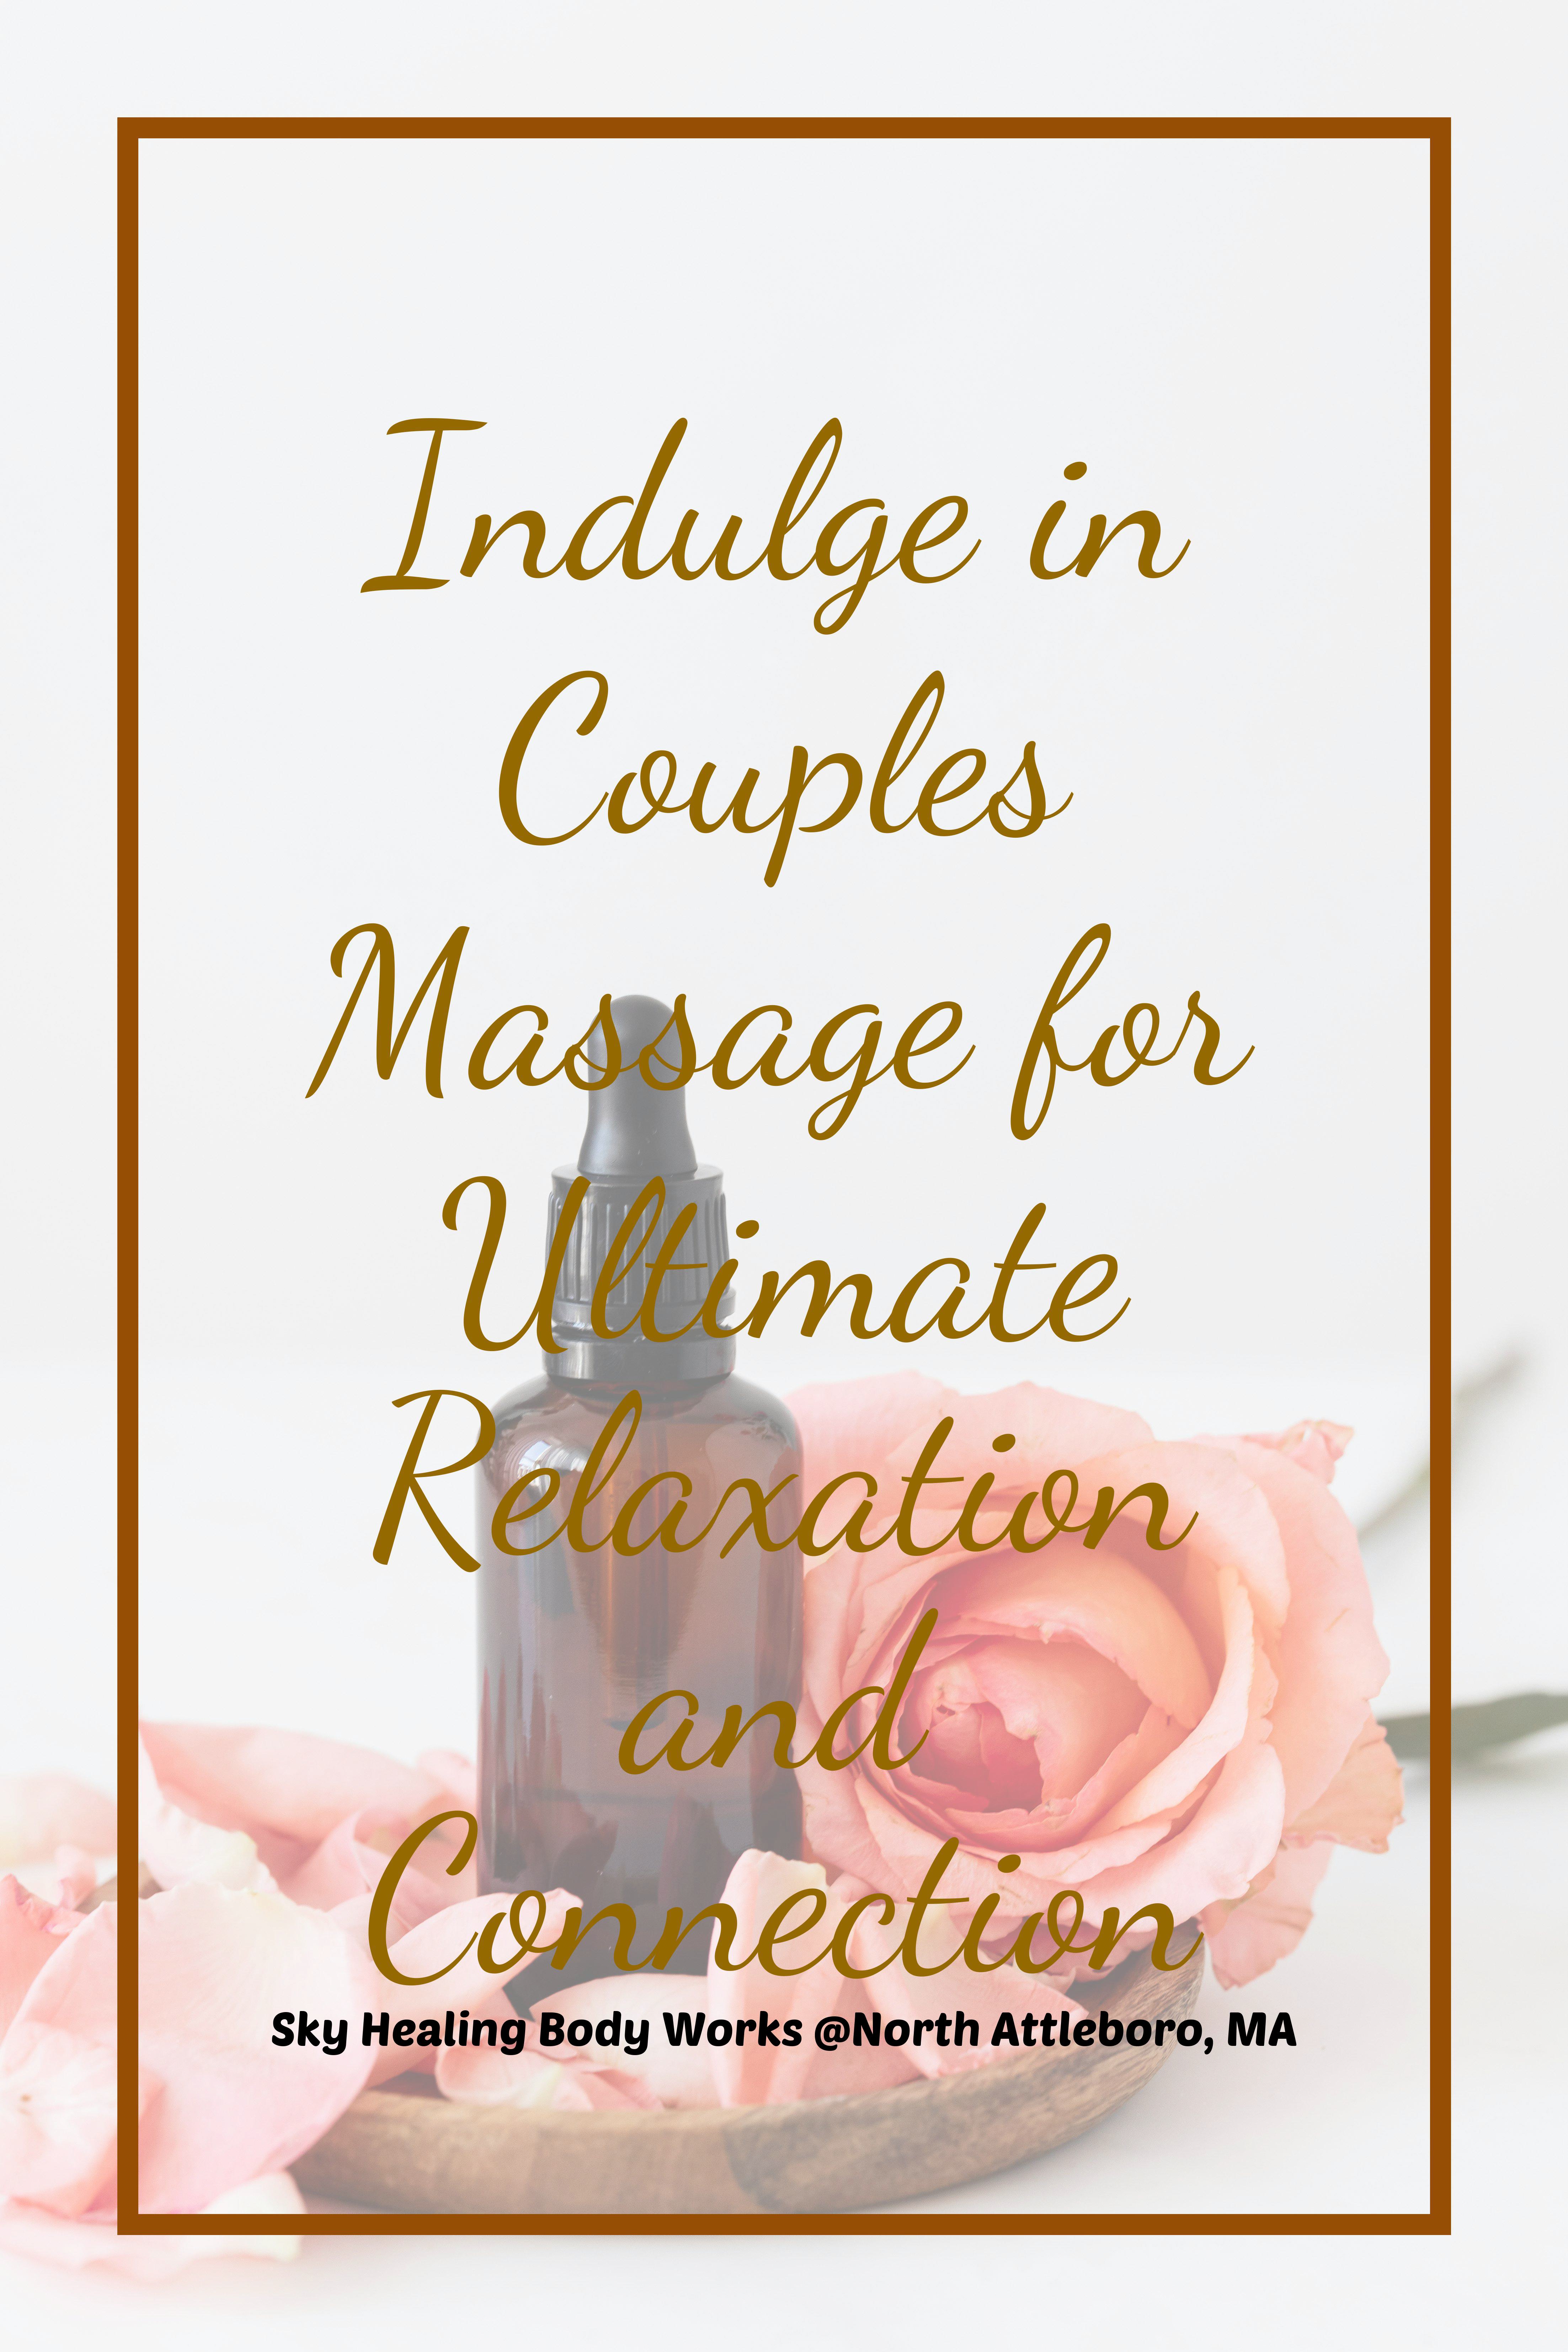 Indulge in
Couples
Massage for
Ultimate
Relaxation
and
Connection
Sky Healing Body Works @North Attleboro, MA